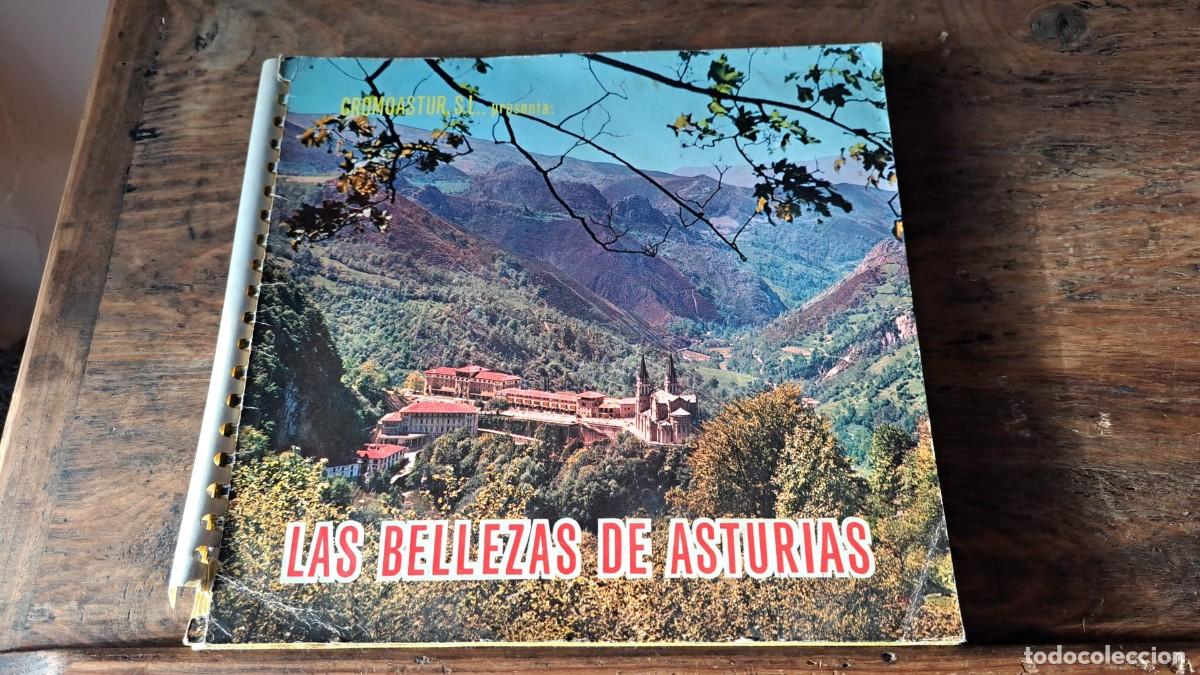 CROMOASTUR, S.L.. presenta:
LAS BELLEZAS DE ASTURIAS
todocoleccion